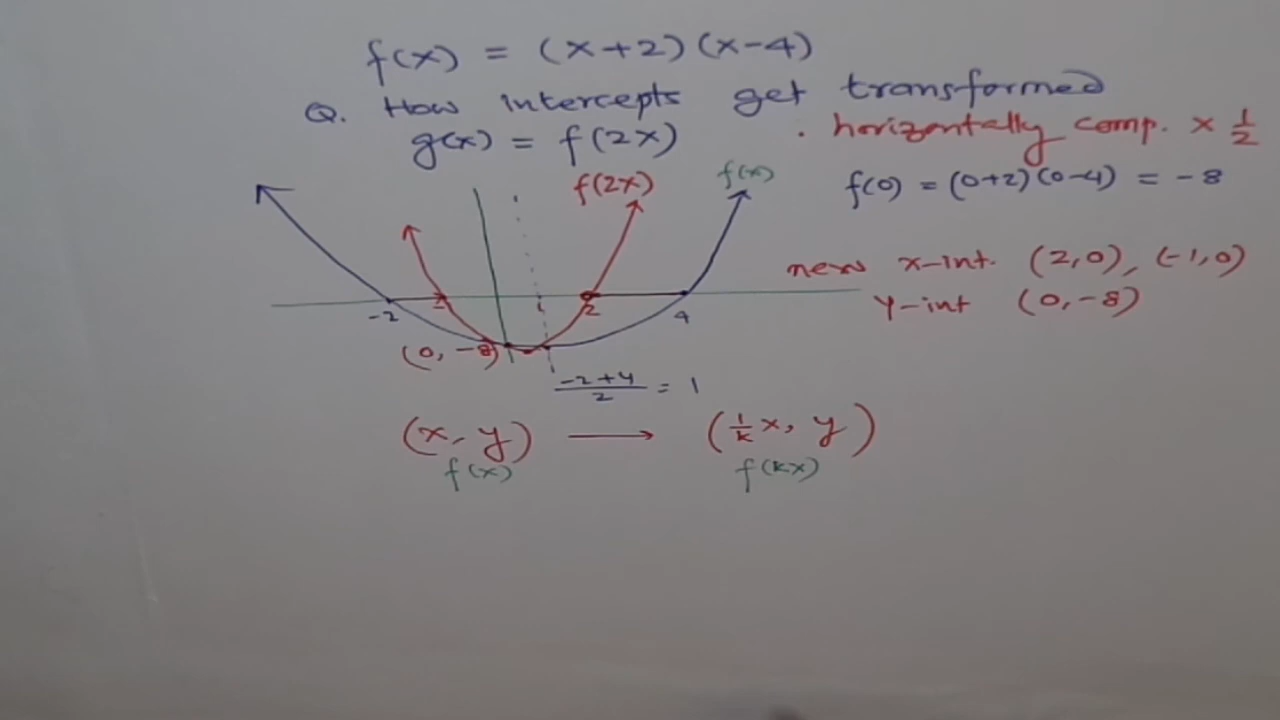 f(x) = (x+2)(x-4)
Q. How intercepts get transformed
g(x) = f(2x) . horizontally comp. x 1/2
f(2x) f(x) f(0) = (0+2)(0-4) = -8
new x-int. (2,0), (-1,0)
Y-int (0,-8)
-2 1 2 4
(0, -8)
(-2+4)/2 = 1
(x, y) → (1/k x, y)
f(x) f(kx)